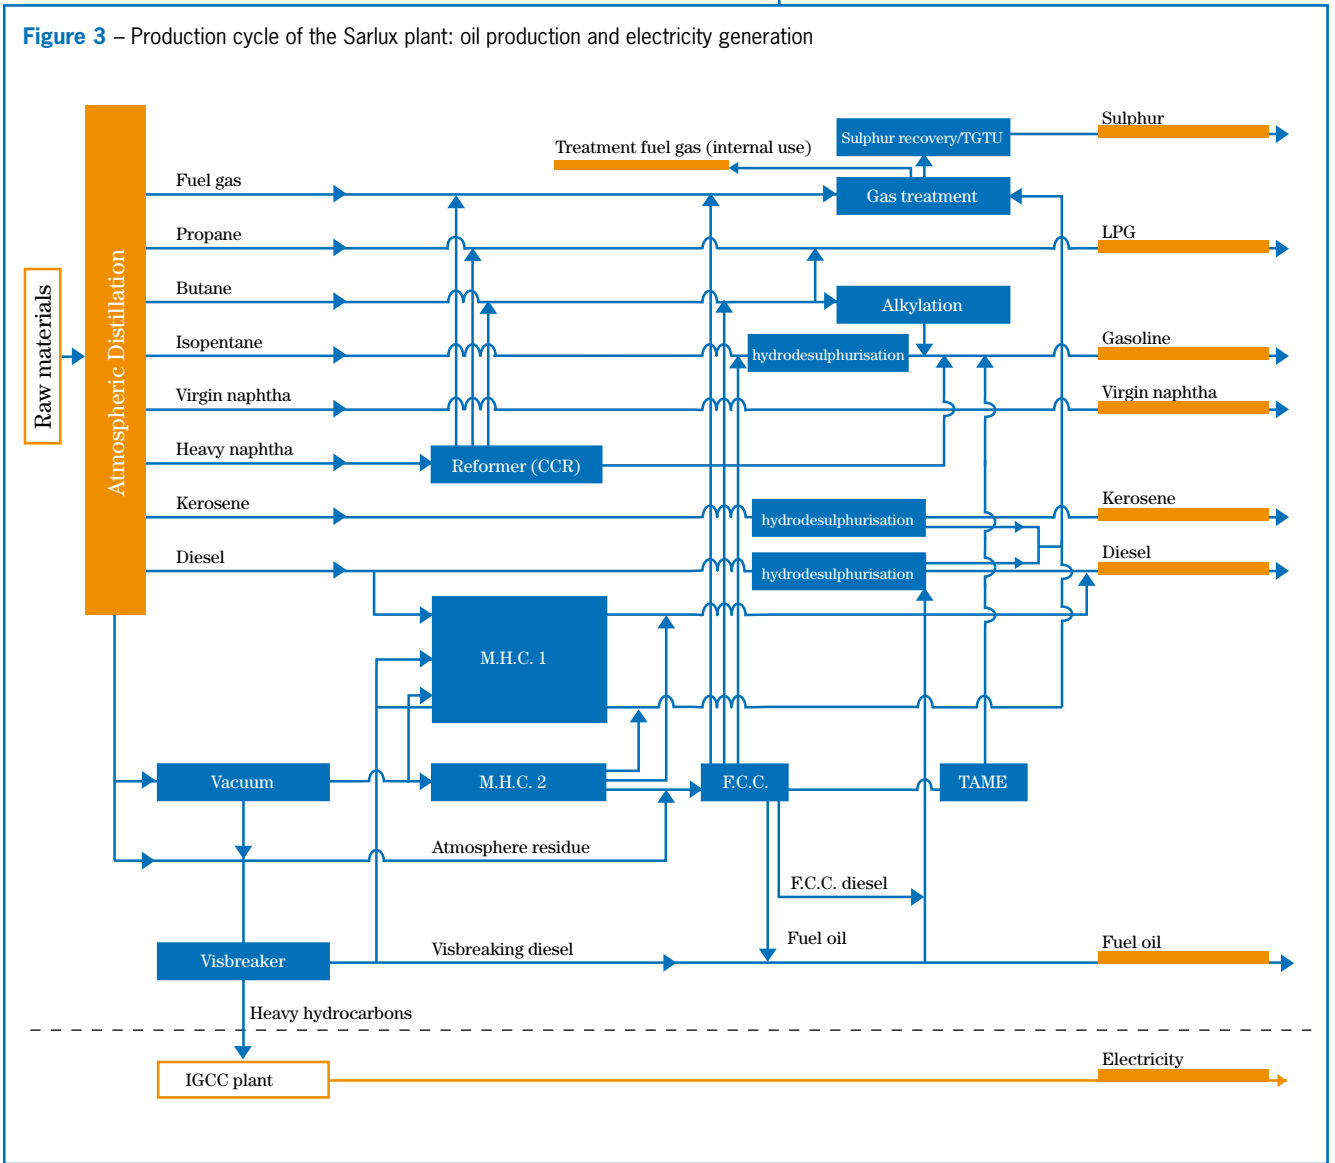 Figure 3 – Production cycle of the Sarlux plant: oil production and electricity generation
Sulphur
Sulphur recovery/TGTU
Treatment fuel gas (internal use)
Fuel gas
Gas treatment
Propane
LPG
Butane
Alkylation
Raw materials
Atmospheric Distillation
Isopentane
hydrodesulphurisation
Gasoline
Virgin naphtha
Virgin naphtha
Heavy naphtha
Reformer (CCR)
Kerosene
hydrodesulphurisation
Kerosene
Diesel
hydrodesulphurisation
Diesel
M.H.C. 1
Vacuum
M.H.C. 2
F.C.C.
TAME
Atmosphere residue
F.C.C. diesel
Fuel oil
Visbreaker
Visbreaking diesel
Fuel oil
Heavy hydrocarbons
IGCC plant
Electricity